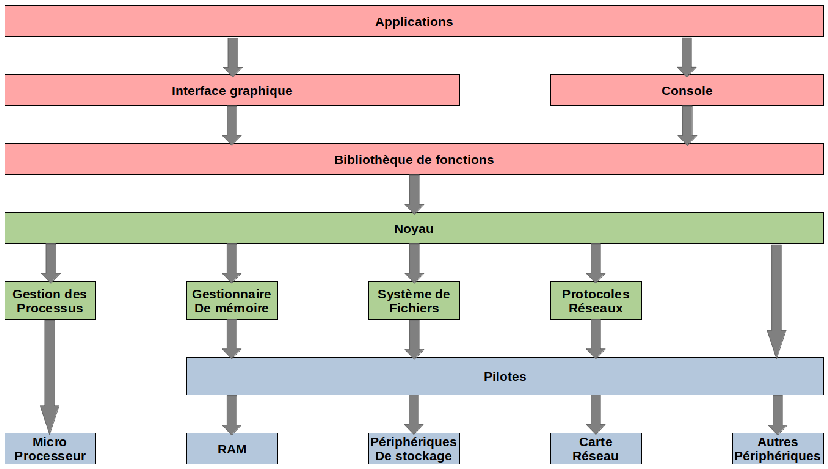 Applications
Interface graphique
Console
Bibliothèque de fonctions
Noyau
Gestion des
Processus
Gestionnaire
De mémoire
Système de
Fichiers
Protocoles
Réseaux
Pilotes
Micro
Processeur
RAM
Périphériques
De stockage
Carte
Réseau
Autres
Périphériques